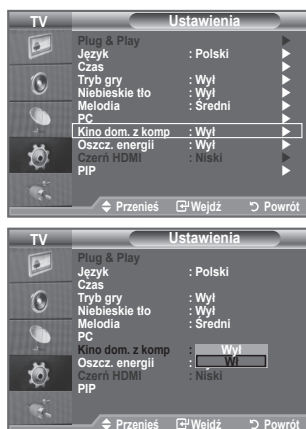 TV Ustawienia
Plug & Play
Język : Polski
Czas
Tryb gry : Wył
Niebieskie tło : Wył
Melodia : Średni
PC
Kino dom. z komp : Wył
Oszcz. energii : Wył
Czerń HDMI : Niski
PIP
Przenieś Wejdź Powrót
TV Ustawienia
Plug & Play
Język : Polski
Czas
Tryb gry : Wył
Niebieskie tło : Wył
Melodia : Średni
PC
Kino dom. z komp : Wył
Oszcz. energii : Wł
Czerń HDMI : Niski
PIP
Przenieś Wejdź Powrót